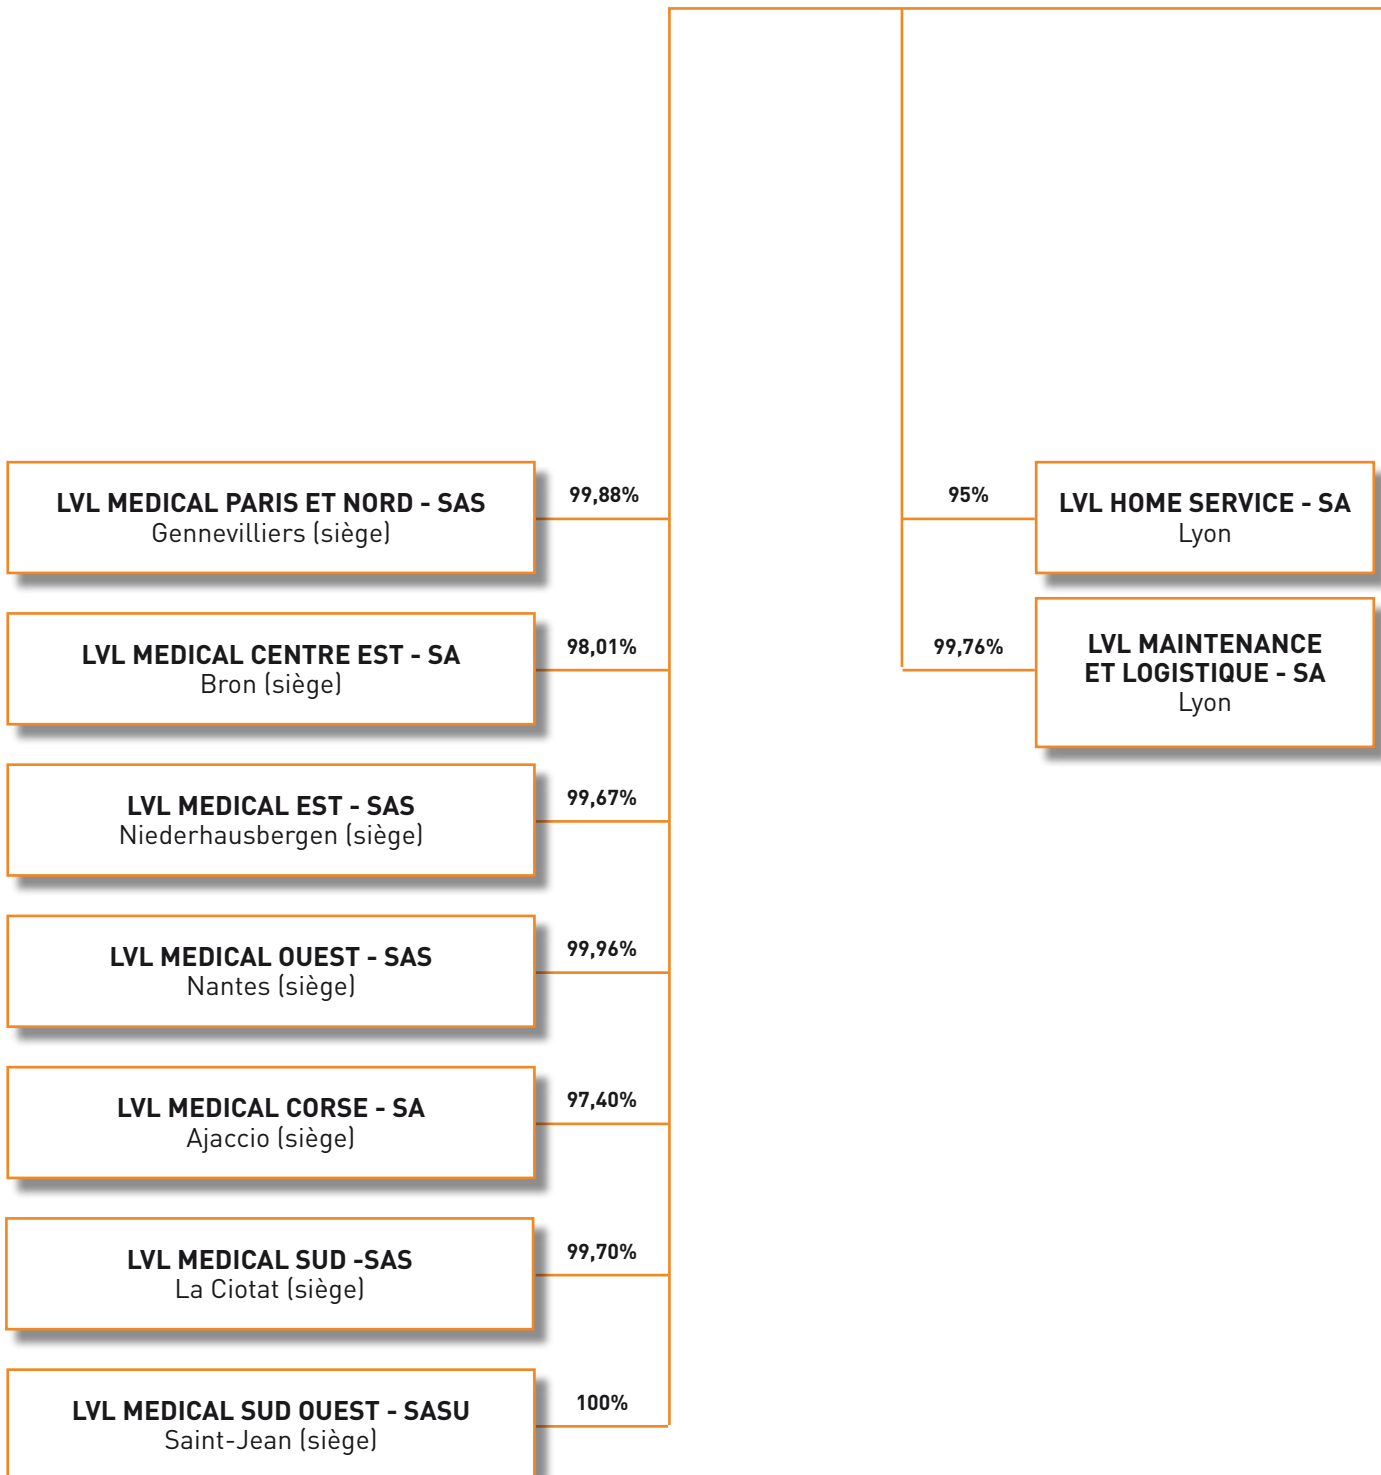 LVL MEDICAL PARIS ET NORD - SAS
Gennevilliers (siège)
99,88%
LVL MEDICAL CENTRE EST - SA
Bron (siège)
98,01%
LVL MEDICAL EST - SAS
Niederhausbergen (siège)
99,67%
LVL MEDICAL OUEST - SAS
Nantes (siège)
99,96%
LVL MEDICAL CORSE - SA
Ajaccio (siège)
97,40%
LVL MEDICAL SUD -SAS
La Ciotat (siège)
99,70%
LVL MEDICAL SUD OUEST - SASU
Saint-Jean (siège)
100%
95%
LVL HOME SERVICE - SA
Lyon
99,76%
LVL MAINTENANCE
ET LOGISTIQUE - SA
Lyon